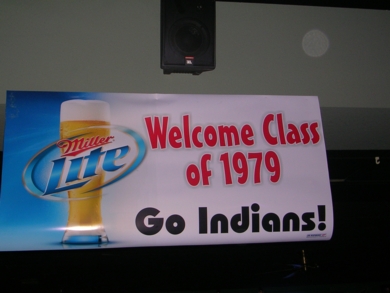 Miller
Lite
Welcome Class
of 1979
Go Indians!